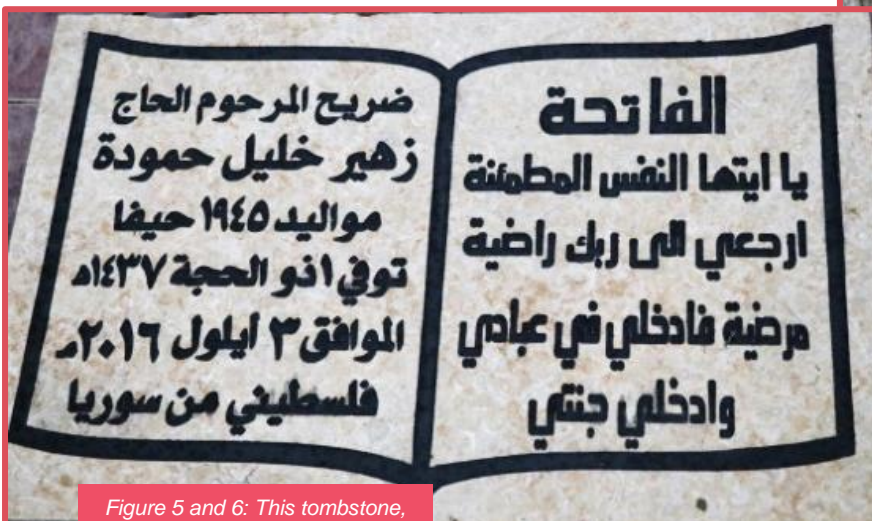 الفاتحة
يا ايتها النفس المطمئنة
ارجعي الى ربك راضية
مرضية فادخلي في عبادي
وادخلي جنتي
ضريح المرحوم الحاج
زهير خليل حمودة
مواليد ١٩٤٥ حيفا
توفي ١ ذو الحجة ١٤٣٧هـ
الموافق ٣ أيلول ٢٠١٦مـ
فلسطيني من سوريا
Figure 5 and 6: This tombstone,